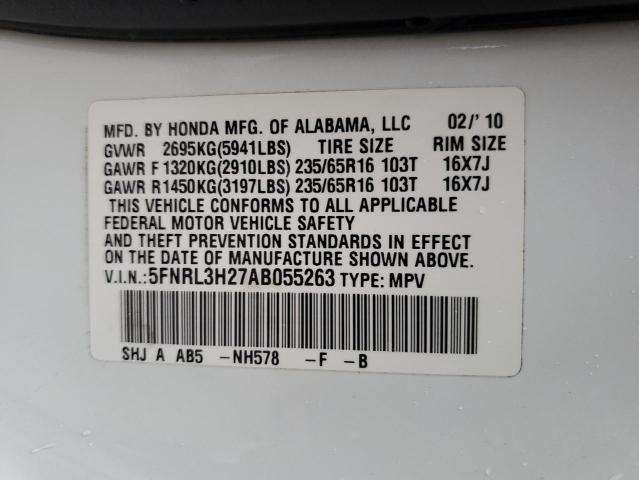 MFD. BY HONDA MFG. OF ALABAMA, LLC 02/' 10
GVWR 2695KG(5941LBS) TIRE SIZE RIM SIZE
GAWR F 1320KG(2910LBS) 235/65R16 103T 16X7J
GAWR R1450KG(3197LBS) 235/65R16 103T 16X7J
THIS VEHICLE CONFORMS TO ALL APPLICABLE
FEDERAL MOTOR VEHICLE SAFETY
AND THEFT PREVENTION STANDARDS IN EFFECT
ON THE DATE OF MANUFACTURE SHOWN ABOVE.
V.I.N.:5FNRL3H27AB055263 TYPE: MPV
SHJ A AB5 -NH578 -F -B